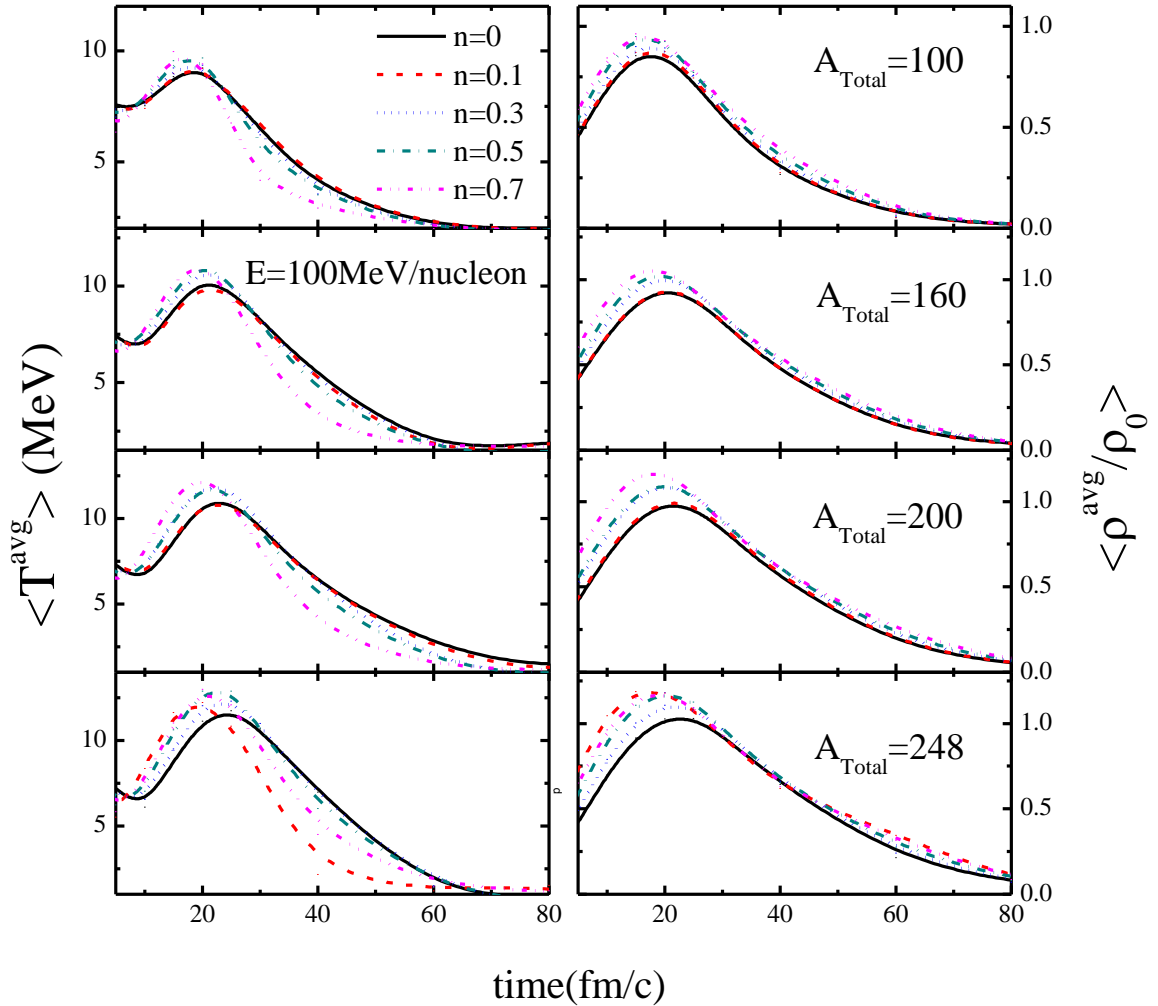 10
5
n=0
n=0.1
n=0.3
n=0.5
n=0.7
A_Total=100
1.0
0.5
0.0
10
5
E=100MeV/nucleon
A_Total=160
1.0
0.5
0.0
10
5
A_Total=200
1.0
0.5
0.0
10
5
p
A_Total=248
1.0
0.5
0.0
20 40 60 80
20 40 60 80
<T^avg> (MeV)
<ρ^avg/ρ_0>
time(fm/c)